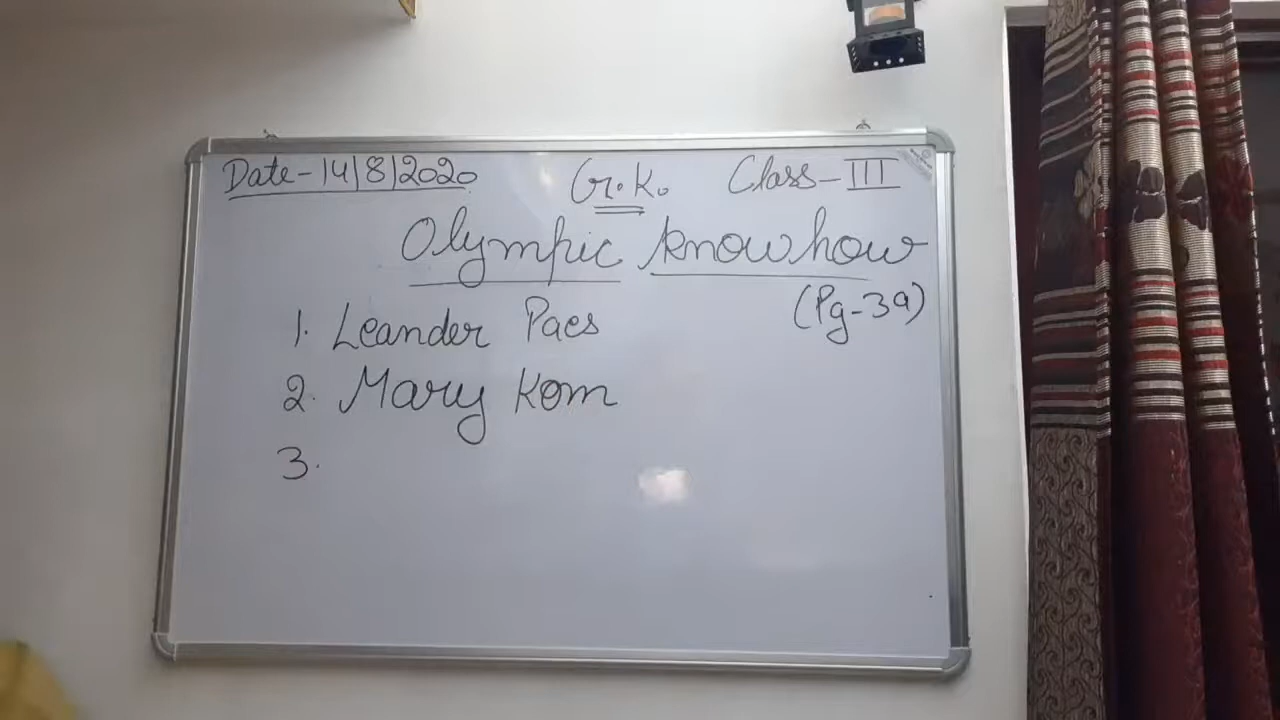 Date-14/8/2020 G.K. Class-III
Olympic knowhow
(Pg-39)
1. Leander Paes
2. Mary Kom
3.